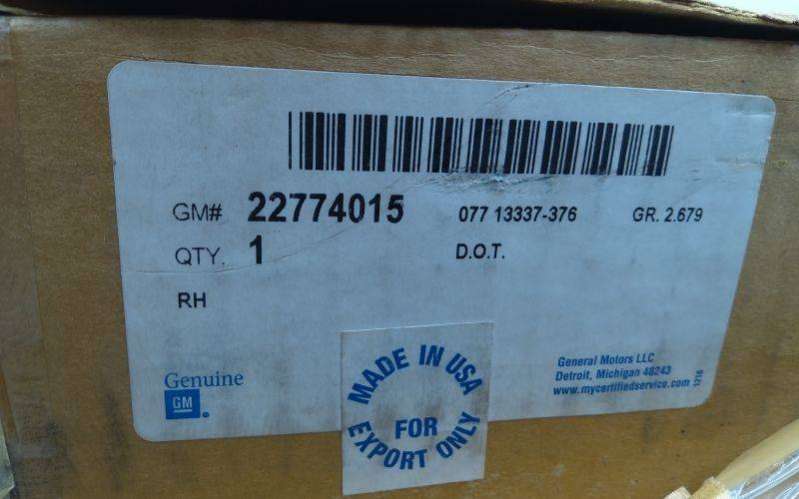 GM# 22774015 077 13337-376 GR. 2.679
QTY. 1 D.O.T.
RH
Genuine
GM
MADE IN USA
FOR
EXPORT ONLY
General Motors LLC
Detroit, Michigan 48243
www.mycertifiedservice.com